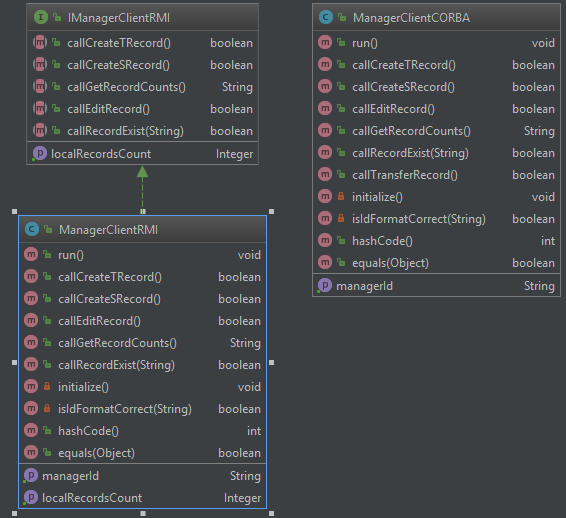 IManagerClientRMI
callCreateTRecord() boolean
callCreateSRecord() boolean
callGetRecordCounts() String
callEditRecord() boolean
callRecordExist(String) boolean
localRecordsCount Integer
ManagerClientRMI
run() void
callCreateTRecord() boolean
callCreateSRecord() boolean
callEditRecord() boolean
callGetRecordCounts() String
callRecordExist(String) boolean
initialize() void
isIdFormatCorrect(String) boolean
hashCode() int
equals(Object) boolean
managerId String
localRecordsCount Integer
ManagerClientCORBA
run() void
callCreateTRecord() boolean
callCreateSRecord() boolean
callEditRecord() boolean
callGetRecordCounts() String
callRecordExist(String) boolean
callTransferRecord() boolean
initialize() void
isIdFormatCorrect(String) boolean
hashCode() int
equals(Object) boolean
managerId String